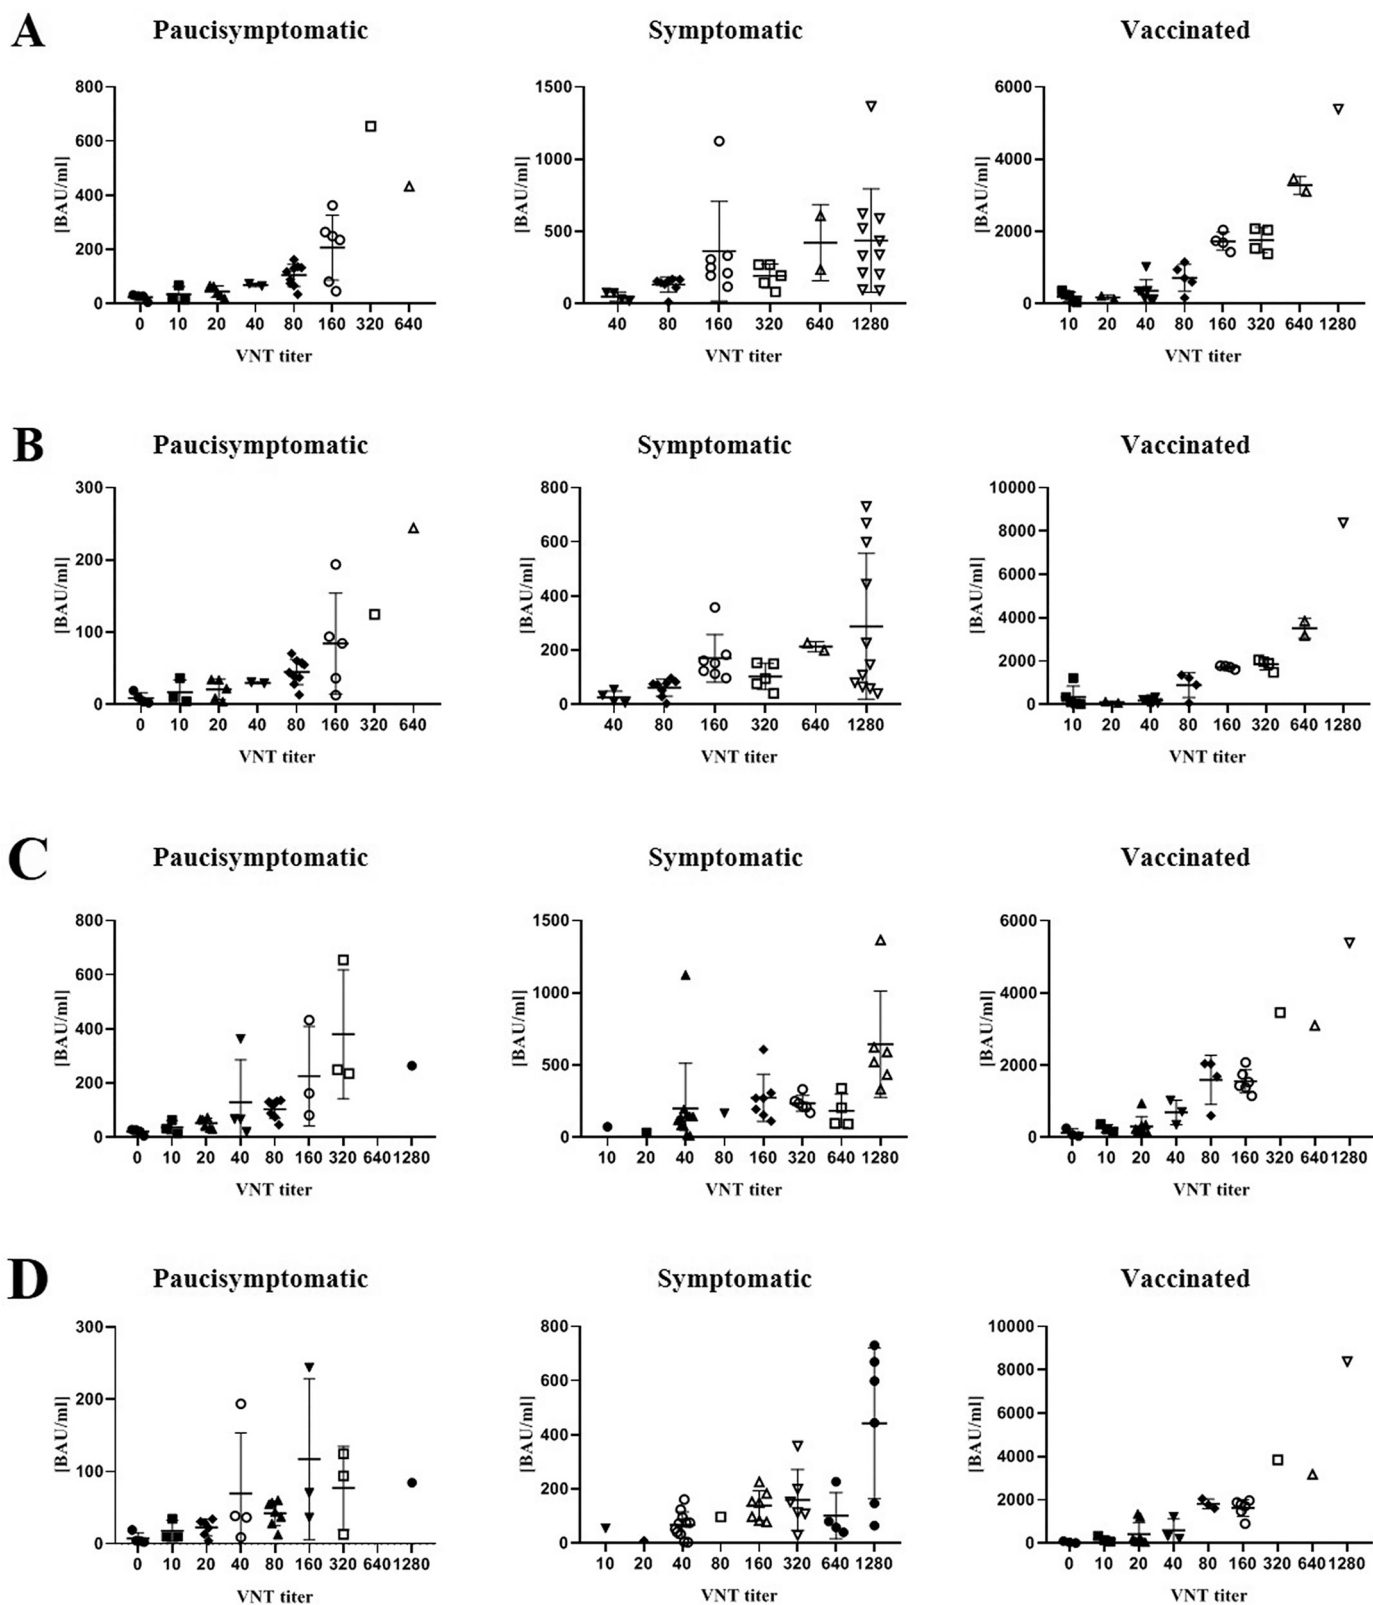 A
Paucisymptomatic Symptomatic Vaccinated
800 1500 6000
600
1000 4000
[BAU/ml] 400 [BAU/ml] [BAU/ml]
500 2000
200
0 0 0
0 10 20 40 80 160 320 640 40 80 160 320 640 1280 10 20 40 80 160 320 640 1280
VNT titer VNT titer VNT titer
B
Paucisymptomatic Symptomatic Vaccinated
300 800 10000
8000
200 600
6000
[BAU/ml] 400 [BAU/ml] [BAU/ml]
4000
100 200
2000
0 0 0
0 10 20 40 80 160 320 640 40 80 160 320 640 1280 10 20 40 80 160 320 640 1280
VNT titer VNT titer VNT titer
C
Paucisymptomatic Symptomatic Vaccinated
800 1500 6000
600
1000 4000
[BAU/ml] 400 [BAU/ml] [BAU/ml]
500 2000
200
0 0 0
0 10 20 40 80 160 320 640 1280 10 20 40 80 160 320 640 1280 0 10 20 40 80 160 320 640 1280
VNT titer VNT titer VNT titer
D
Paucisymptomatic Symptomatic Vaccinated
300 800 10000
8000
200 600
6000
[BAU/ml] 400 [BAU/ml] [BAU/ml]
4000
100 200
2000
0 0 0
0 10 20 40 80 160 320 640 1280 10 20 40 80 160 320 640 1280 0 10 20 40 80 160 320 640 1280
VNT titer VNT titer VNT titer